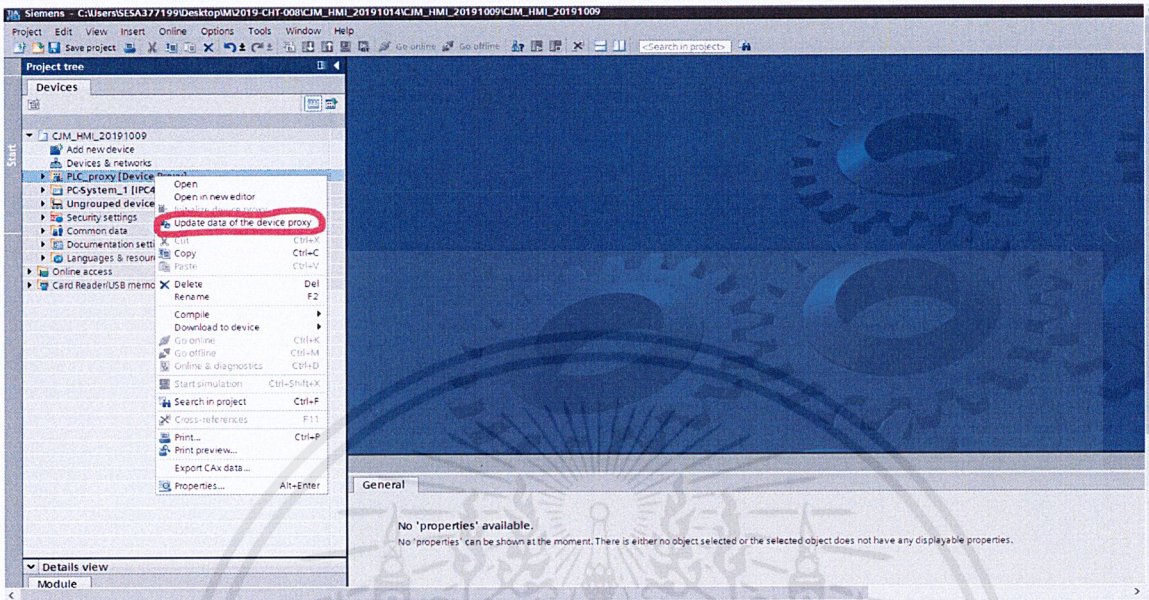 Siemens - C:\Users\SESA377199\Desktop\M\2019-CHT-008\CJM_HMI_20191014\CJM_HMI_20191009\CJM_HMI_20191009
Project Edit View Insert Online Options Tools Window Help
Save project Go online Go offline <Search in project>
Project tree
Devices
Start
CJM_HMI_20191009
Add new device
Devices & networks
PLC_proxy [Device Proxy]
PC-System_1 [IPC4
Ungrouped device
Security settings
Common data
Documentation setti
Languages & resour
Online access
Card Reader/USB memo
Open
Open in new editor
Initialize device proxy
Update data of the device proxy
Cut Ctrl+X
Copy Ctrl+C
Paste Ctrl+V
Delete Del
Rename F2
Compile
Download to device
Go online Ctrl+K
Go offline Ctrl+M
Online & diagnostics Ctrl+D
Start simulation Ctrl+Shift+X
Search in project Ctrl+F
Cross-references F11
Print... Ctrl+P
Print preview...
Export CAx data...
Properties... Alt+Enter
General
No 'properties' available.
No 'properties' can be shown at the moment. There is either no object selected or the selected object does not have any displayable properties.
Details view
Module